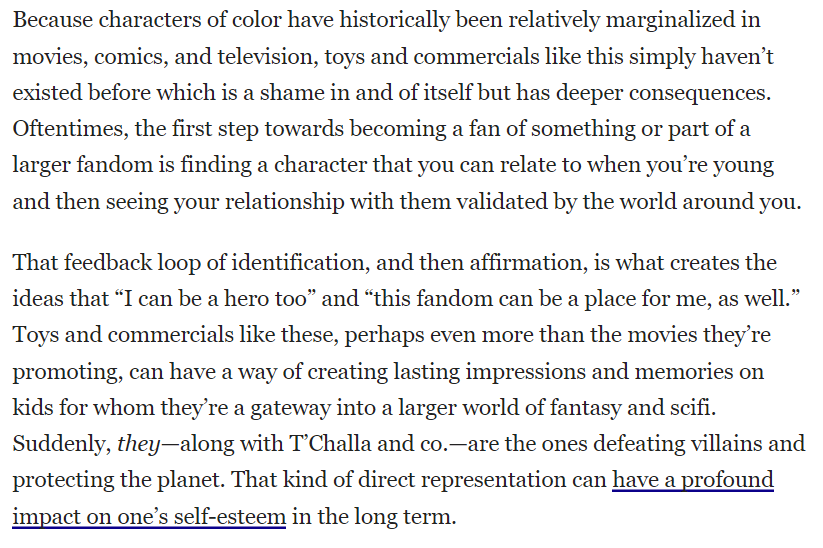 Because characters of color have historically been relatively marginalized in
movies, comics, and television, toys and commercials like this simply haven’t
existed before which is a shame in and of itself but has deeper consequences.
Oftentimes, the first step towards becoming a fan of something or part of a
larger fandom is finding a character that you can relate to when you’re young
and then seeing your relationship with them validated by the world around you.
That feedback loop of identification, and then affirmation, is what creates the
ideas that “I can be a hero too” and “this fandom can be a place for me, as well.”
Toys and commercials like these, perhaps even more than the movies they’re
promoting, can have a way of creating lasting impressions and memories on
kids for whom they’re a gateway into a larger world of fantasy and scifi.
Suddenly, they—along with T’Challa and co.—are the ones defeating villains and
protecting the planet. That kind of direct representation can have a profound
impact on one’s self-esteem in the long term.